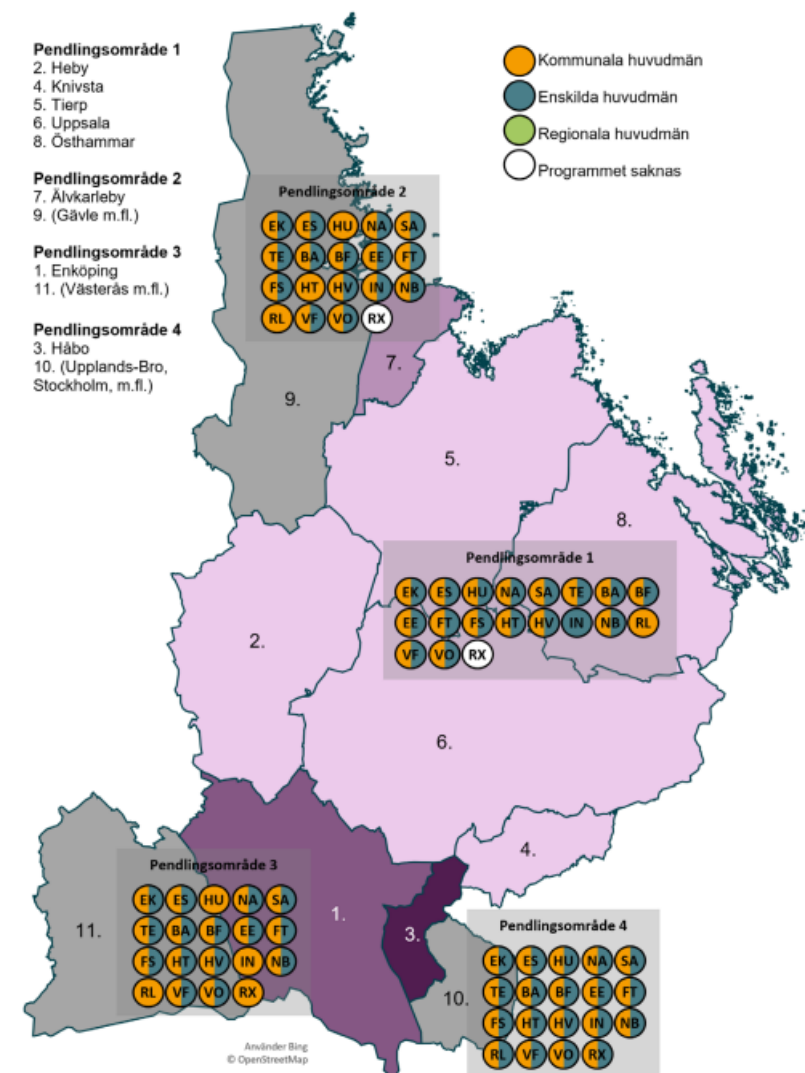 Pendlingsområde 1
2. Heby
4. Knivsta
5. Tierp
6. Uppsala
8. Östhammar
Pendlingsområde 2
7. Älvkarleby
9. (Gävle m.fl.)
Pendlingsområde 3
1. Enköping
11. (Västerås m.fl.)
Pendlingsområde 4
3. Håbo
10. (Upplands-Bro,
Stockholm, m.fl.)
Kommunala huvudmän
Enskilda huvudmän
Regionala huvudmän
Programmet saknas
Pendlingsområde 2
EK ES HU NA SA
TE BA BF EE FT
FS HT HV IN NB
RL VF VO RX
7.
9.
5.
8.
Pendlingsområde 1
EK ES HU NA SA TE BA BF
EE FT FS HT HV IN NB RL
VF VO RX
2.
6.
4.
Pendlingsområde 3
EK ES HU NA SA
TE BA BF EE FT
FS HT HV IN NB
RL VF VO RX
11.
1.
3.
10.
Pendlingsområde 4
EK ES HU NA SA
TE BA BF EE FT
FS HT HV IN NB
RL VF VO RX
Använder Bing
© OpenStreetMap